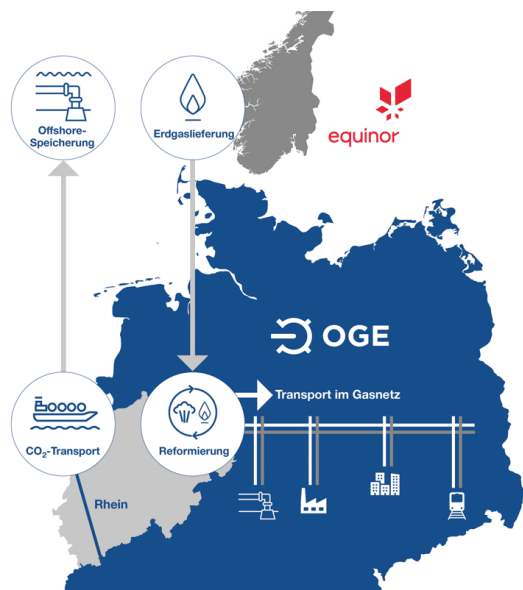 Offshore-
Speicherung
Erdgaslieferung
equinor
OGE
Transport im Gasnetz
CO₂-Transport
Reformierung
Rhein